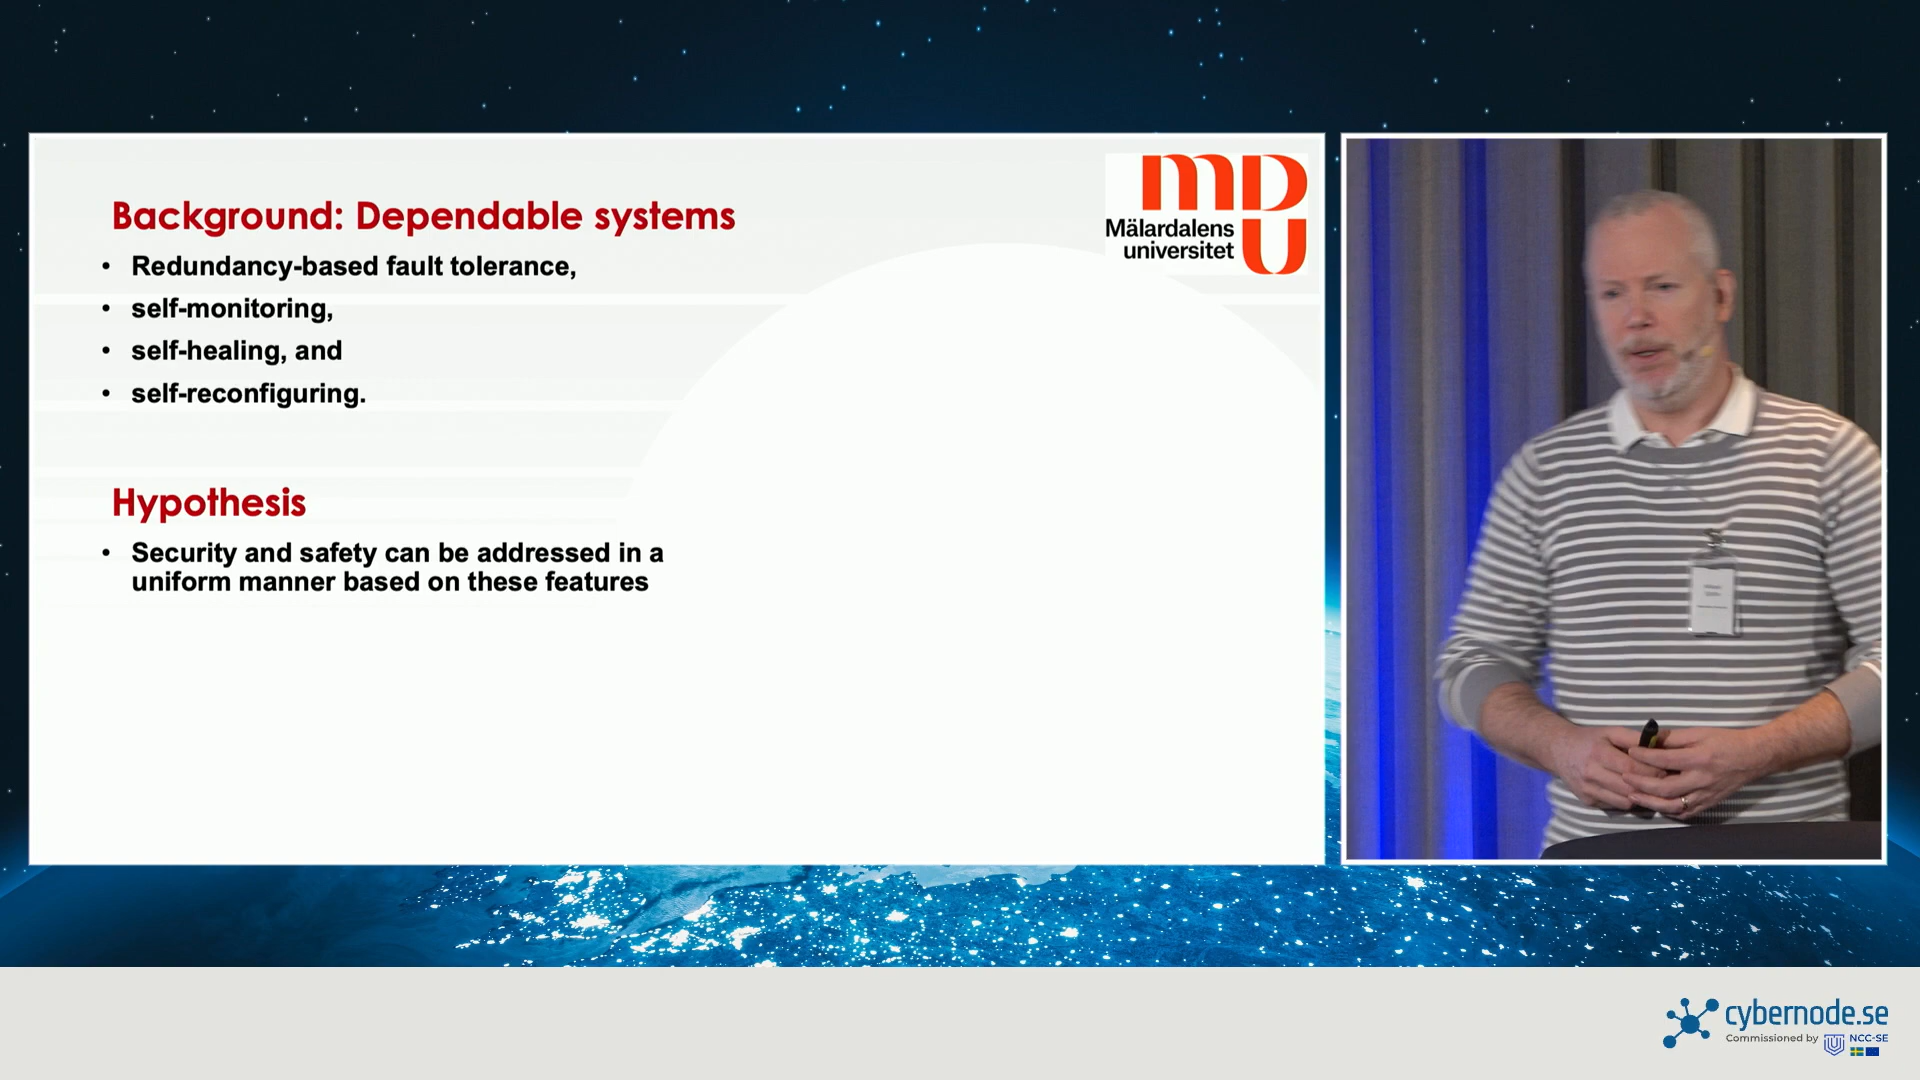 Background: Dependable systems
• Redundancy-based fault tolerance,
• self-monitoring,
• self-healing, and
• self-reconfiguring.
Hypothesis
• Security and safety can be addressed in a
uniform manner based on these features
MDU
Mälardalens
universitet
cybernode.se
Commissioned by NCC-SE